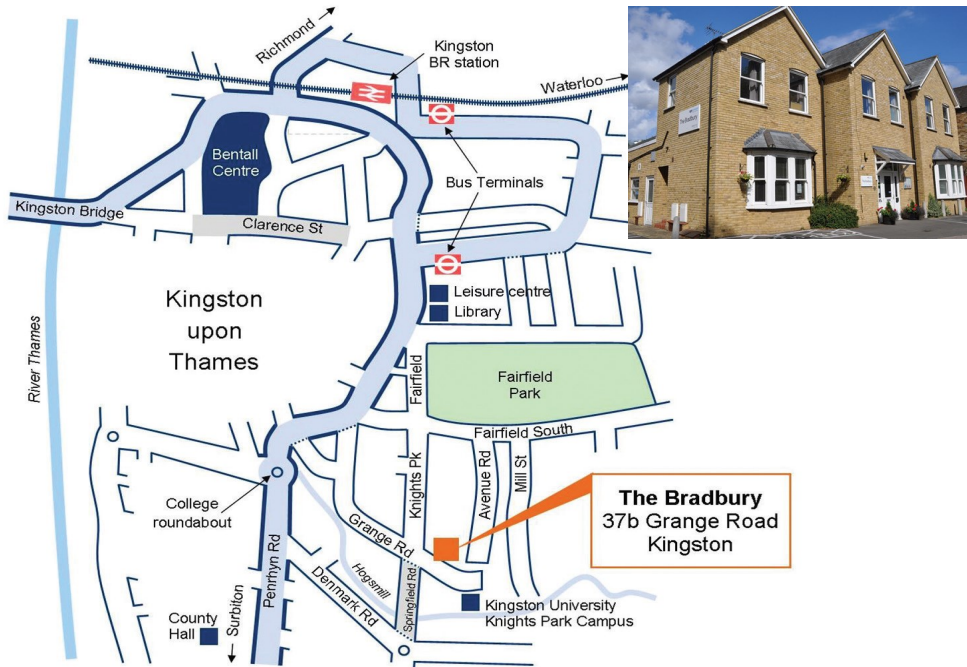 Richmond
Kingston
BR station
Waterloo
The Bradbury
Bentall
Centre
Bus Terminals
Kingston Bridge
Clarence St
Leisure centre
Library
Kingston
upon
Thames
River Thames
Fairfield
Fairfield
Park
Fairfield South
Knights Pk
Avenue Rd
Mill St
College
roundabout
The Bradbury
37b Grange Road
Kingston
Grange Rd
Penrhyn Rd
Hogsmill
Denmark Rd
Springfield Rd
Kingston University
Knights Park Campus
County
Hall
Surbiton